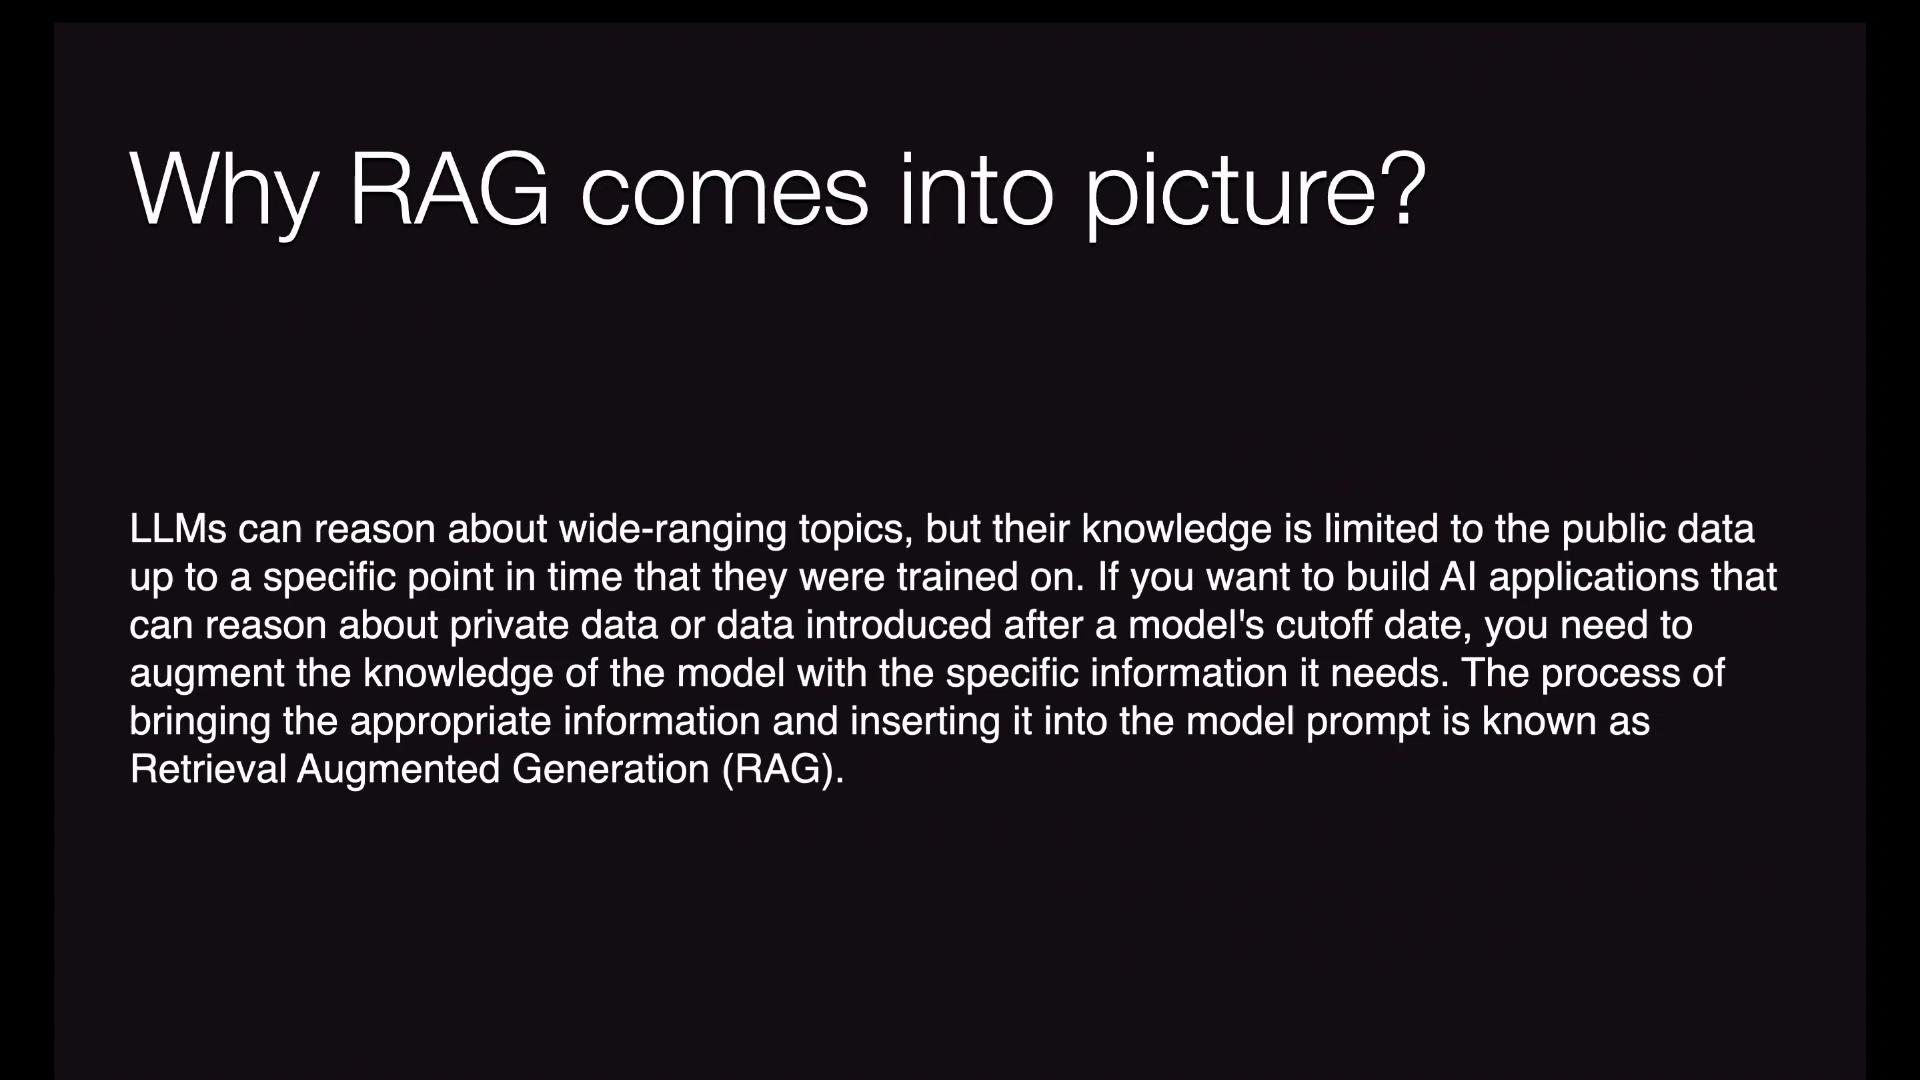 Why RAG comes into picture?
LLMs can reason about wide-ranging topics, but their knowledge is limited to the public data
up to a specific point in time that they were trained on. If you want to build AI applications that
can reason about private data or data introduced after a model's cutoff date, you need to
augment the knowledge of the model with the specific information it needs. The process of
bringing the appropriate information and inserting it into the model prompt is known as
Retrieval Augmented Generation (RAG).